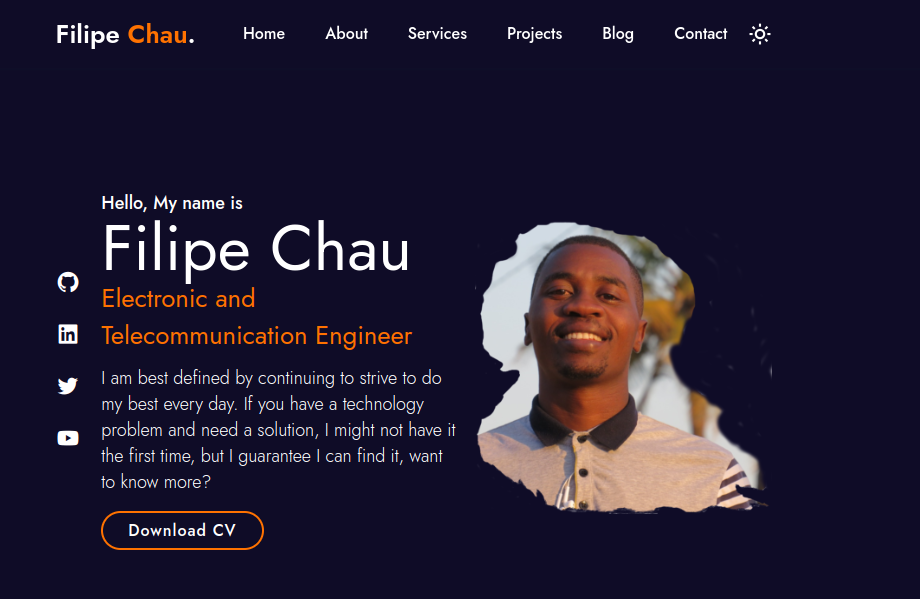 Filipe Chau.
Home About Services Projects Blog Contact
Hello, My name is
Filipe Chau
Electronic and
Telecommunication Engineer
I am best defined by continuing to strive to do
my best every day. If you have a technology
problem and need a solution, I might not have it
the first time, but I guarantee I can find it, want
to know more?
Download CV